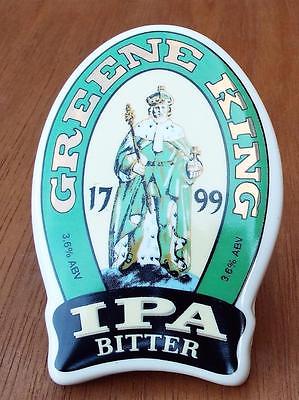 GREENE KING
17 99
3.6% ABV
3.6% ABV
IPA
BITTER